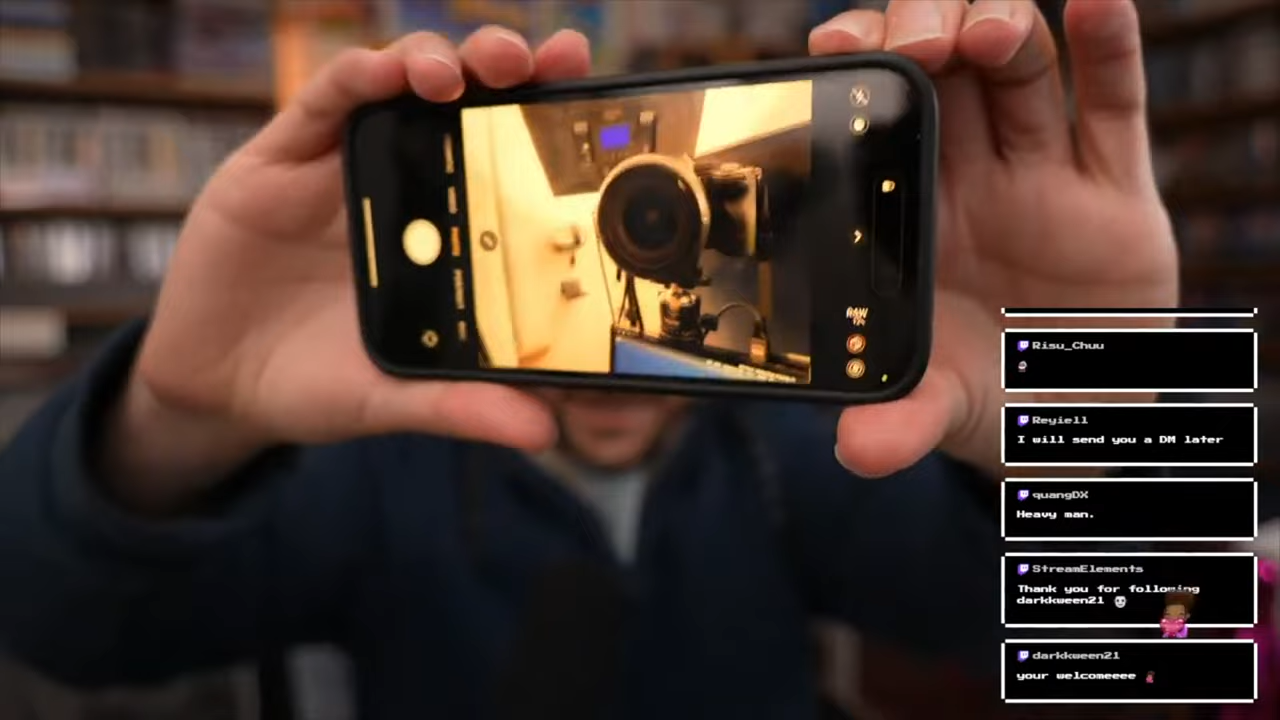 RAW
Risu_Chuu
Reyiell
I will send you a DM later
quangDX
Heavy man.
StreamElements
Thank you for following
darkkween21
darkkween21
your welcomeeee